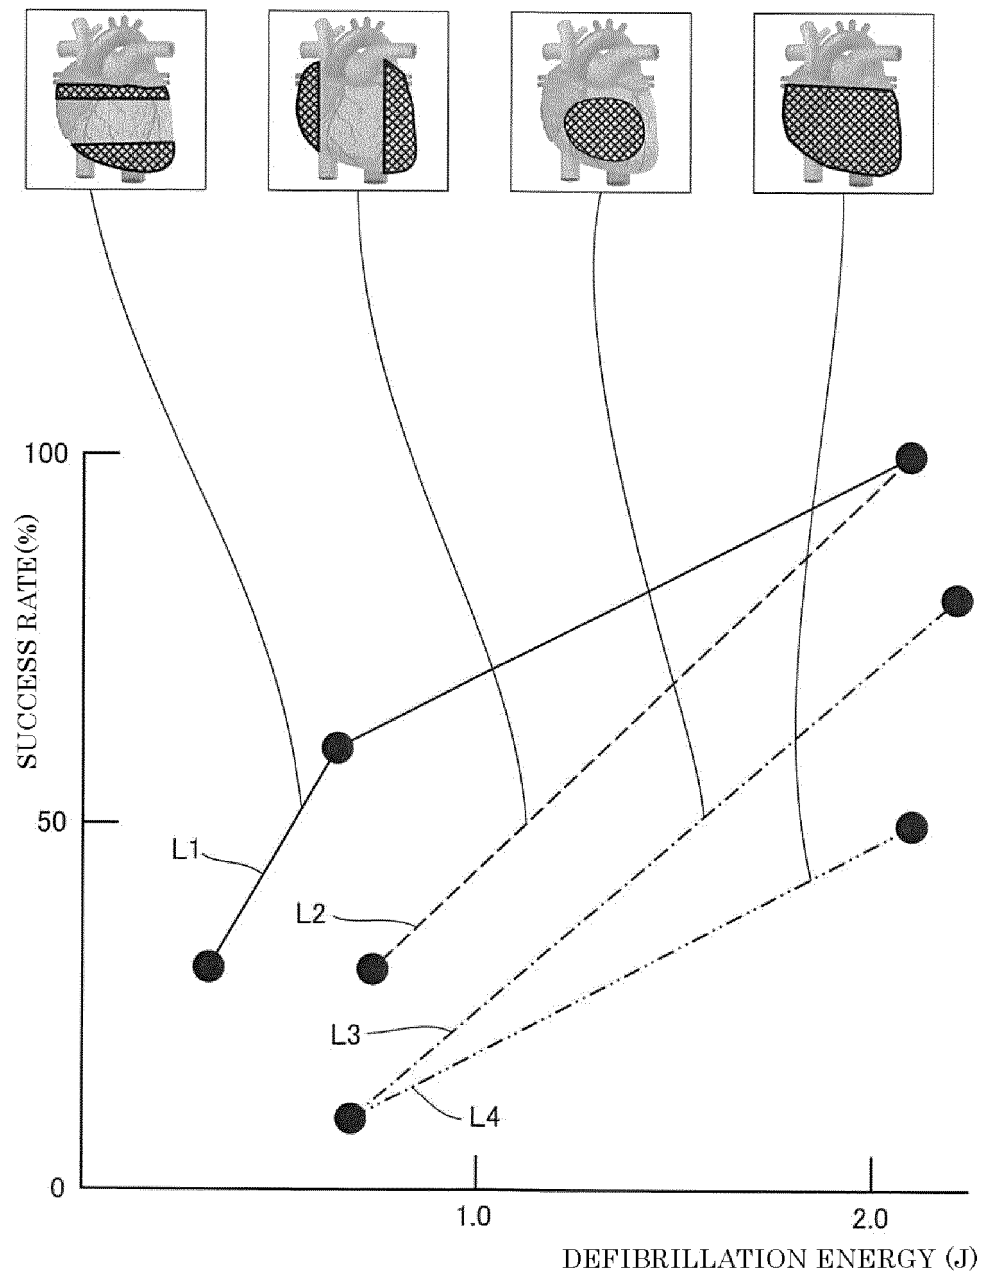 100
SUCCESS RATE(%)
50
L1
L2
L3
L4
0
1.0
2.0
DEFIBRILLATION ENERGY (J)